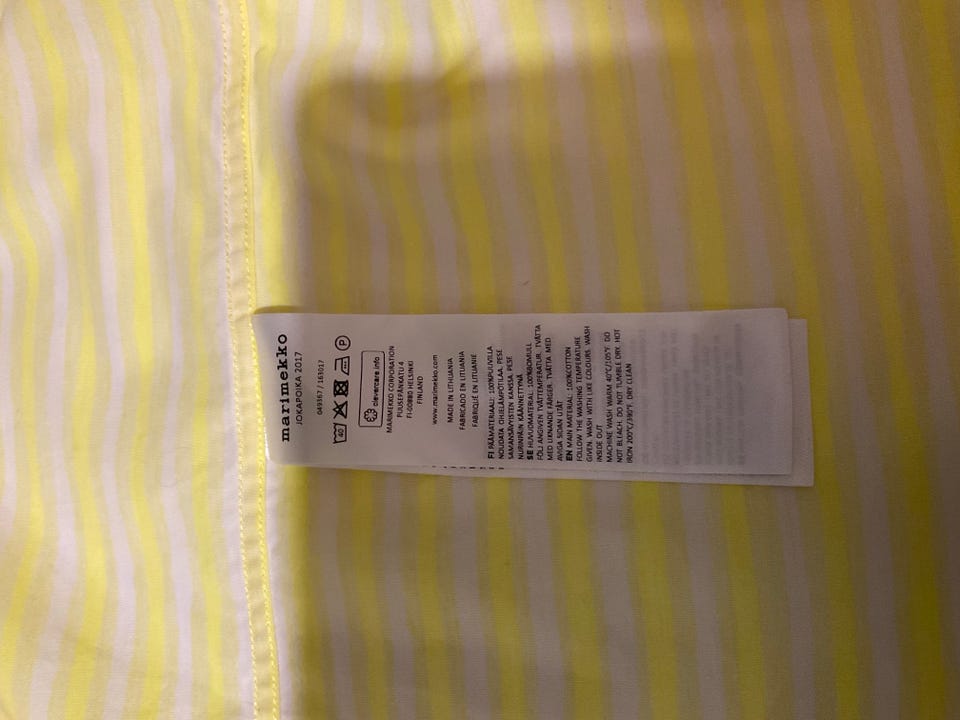 marimekko
JOKAPOIKA 2017
049367 / 163017
40 P
clevercare.info
MARIMEKKO CORPORATION
PUUSEPÄNKATU 4
FI-00880 HELSINKI
FINLAND
www.marimekko.com
MADE IN LITHUANIA
FABRICADO EN LITUANIA
FABRIQUÉ EN LITUANIE
FI PÄÄMATERIAALI: 100%PUUVILLA
NOUDATA OHJELÄMPÖTILAA. PESE
SAMANSÄVYISTEN KANSSA. PESE
NURINPÄIN KÄÄNNETTYNÄ
SE HUVUDMATERIAL: 100%BOMULL
FÖLJ ANGIVEN TVÄTTEMPERATUR. TVÄTTA
MED LIKNANDE FÄRGER. TVÄTTA MED
AVIGA SIDAN UTÅT
EN MAIN MATERIAL: 100%COTTON
FOLLOW THE WASHING TEMPERATURE
GIVEN. WASH WITH LIKE COLOURS. WASH
INSIDE OUT
MACHINE WASH WARM 40°C/105°F DO
NOT BLEACH. DO NOT TUMBLE DRY. HOT
IRON 200°C/390°F. DRY CLEAN